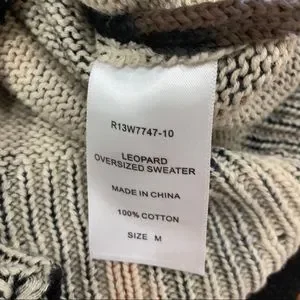 R13W7747-10
LEOPARD
OVERSIZED SWEATER
MADE IN CHINA
100% COTTON
SIZE M